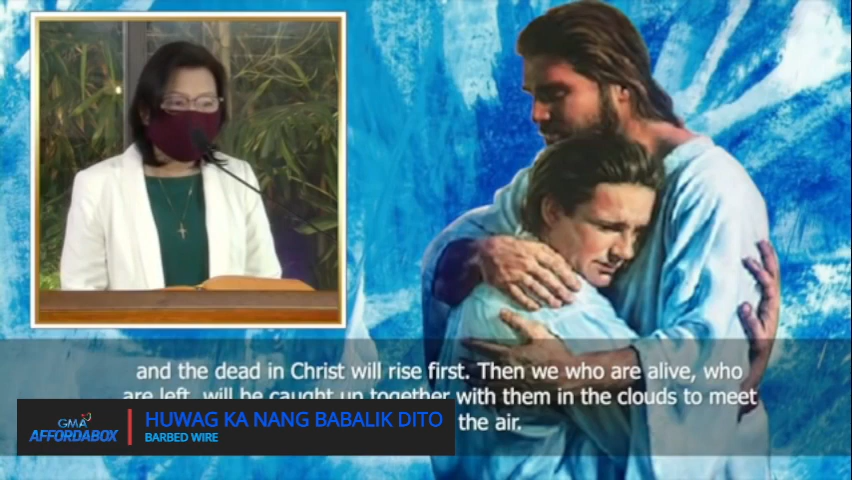 and the dead in Christ will rise first. Then we who are alive, who
are left, will be caught up together with them in the clouds to meet
the air.
GMA
AFFORDABOX
HUWAG KA NANG BABALIK DITO
BARBED WIRE